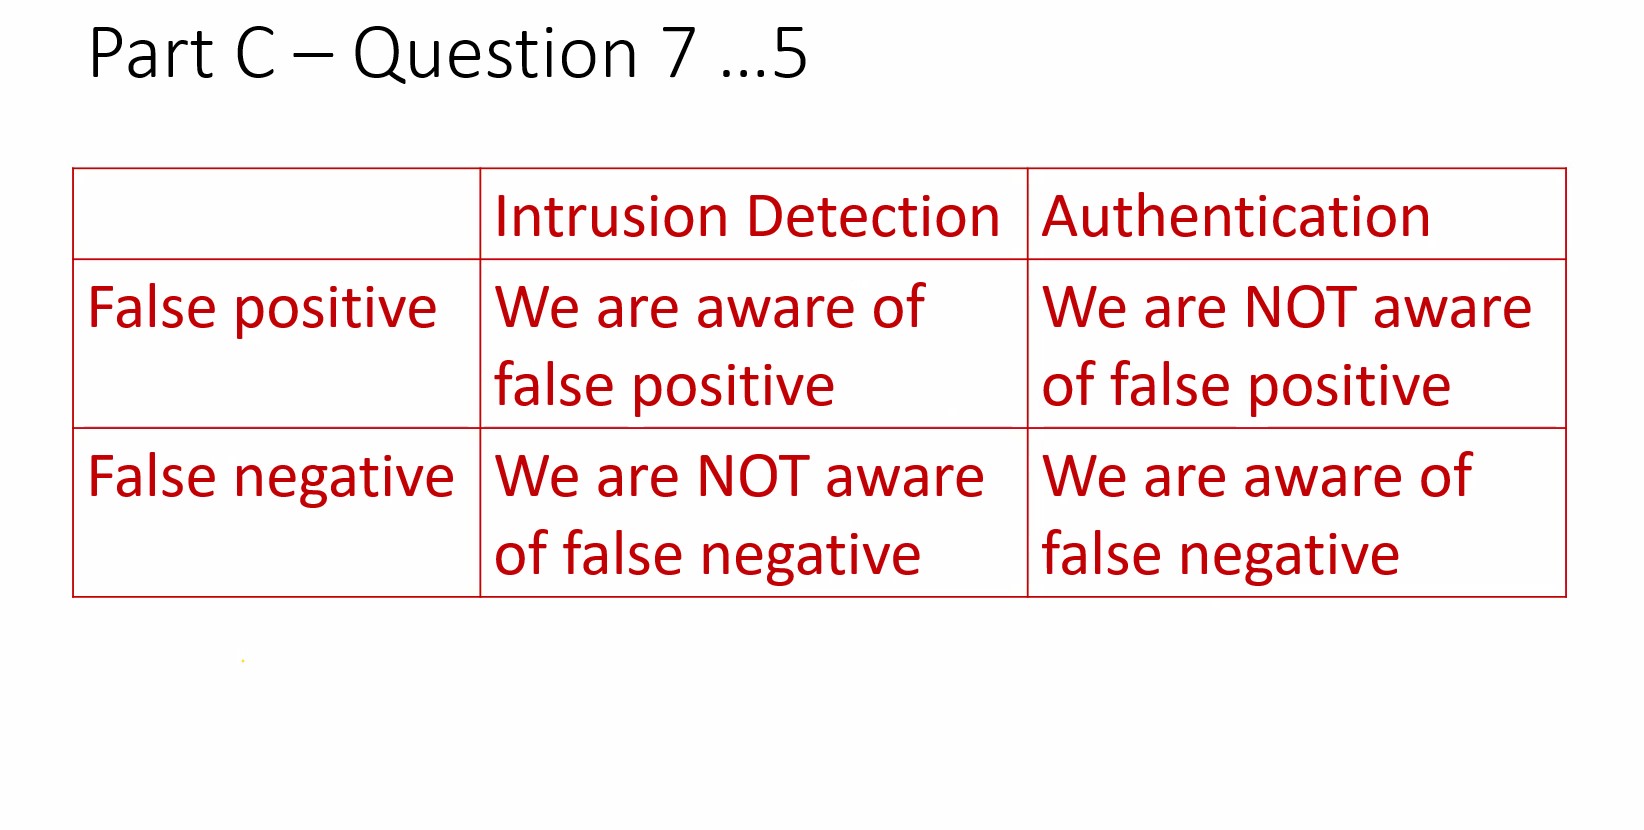 Part C – Question 7 ...5
Intrusion Detection
Authentication
False positive
We are aware of
false positive
We are NOT aware
of false positive
False negative
We are NOT aware
of false negative
We are aware of
false negative